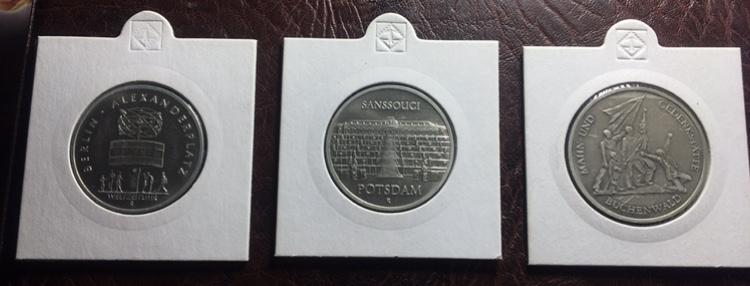 BERLIN · ALEXANDERPLATZ
WELTZEITUHR
SANSSOUCI
POTSDAM
MAHN-UND GEDENKSTÄTTE
BUCHENWALD